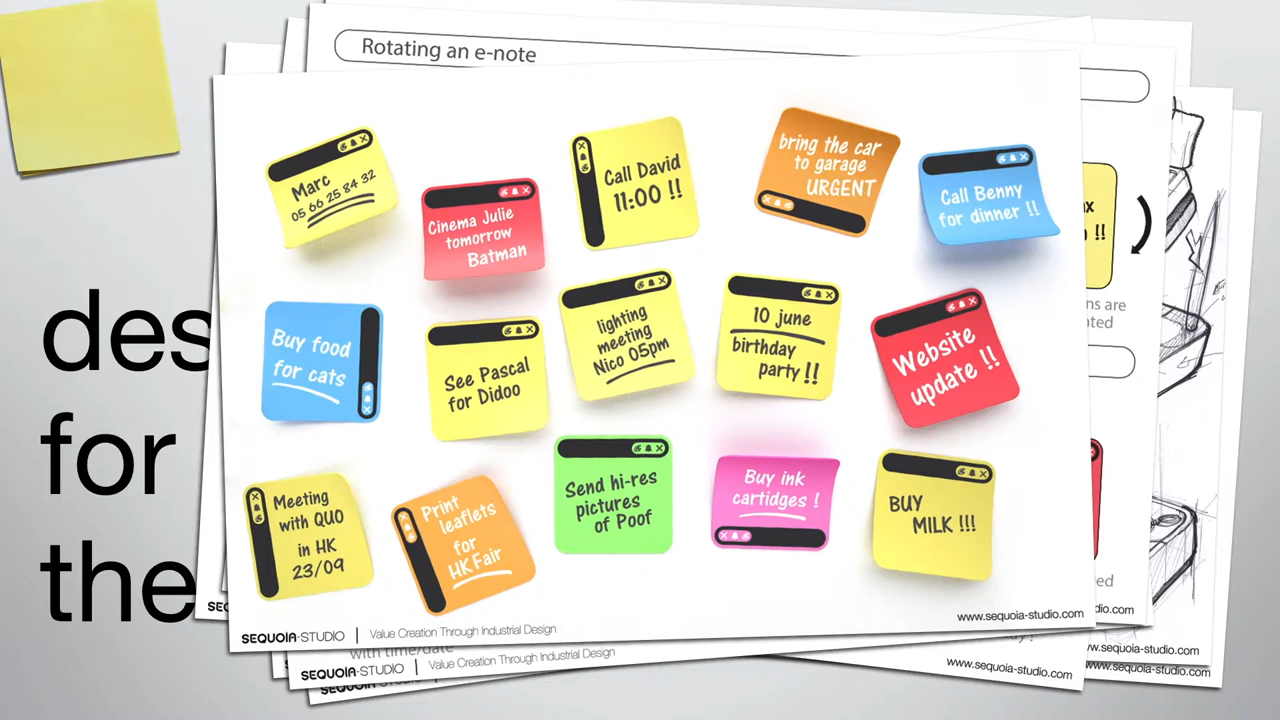 Rotating an e-note
Marc
05 66 25 84 32
Cinema Julie
tomorrow
Batman
Call David
11:00 !!
bring the car
to garage
URGENT
Call Benny
for dinner !!
!!
Buy food
for cats
See Pascal
for Didoo
lighting
meeting
Nico 05pm
10 june
birthday
party !!
Website
update !!
Meeting
with QUO
in HK
23/09
Print
leaflets
for
HK Fair
Send hi-res
pictures
of Poof
Buy ink
cartidges !
BUY
MILK !!!
des
for
the
SEQUOIA-STUDIO | Value Creation Through Industrial Design
www.sequoia-studio.com
with time/date
SEQUOIA-STUDIO | Value Creation Through Industrial Design
www.sequoia-studio.com
www.sequoia-studio.com